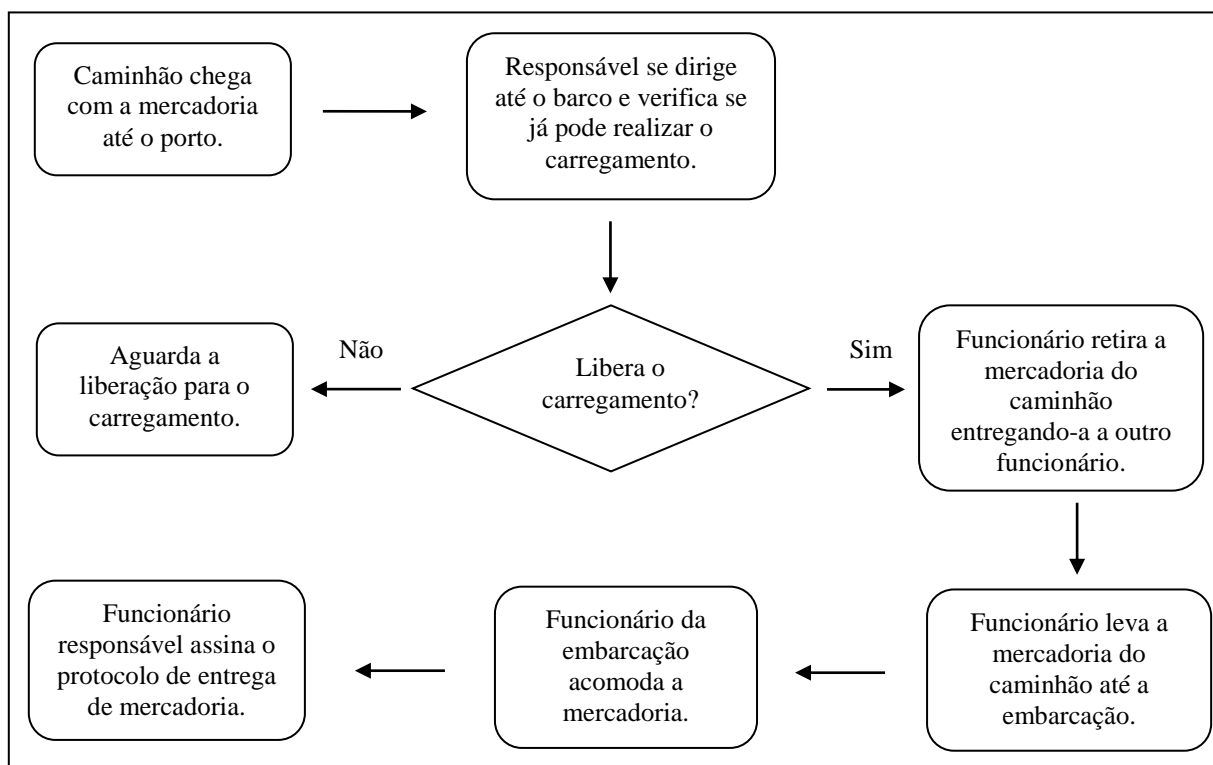 Caminhão chega
com a mercadoria
até o porto.
Responsável se dirige
até o barco e verifica se
já pode realizar o
carregamento.
Libera o
carregamento?
Não
Aguarda a
liberação para o
carregamento.
Sim
Funcionário retira a
mercadoria do
caminhão
entregando-a a outro
funcionário.
Funcionário leva a
mercadoria do
caminhão até a
embarcação.
Funcionário da
embarcação
acomoda a
mercadoria.
Funcionário
responsável assina o
protocolo de entrega
de mercadoria.